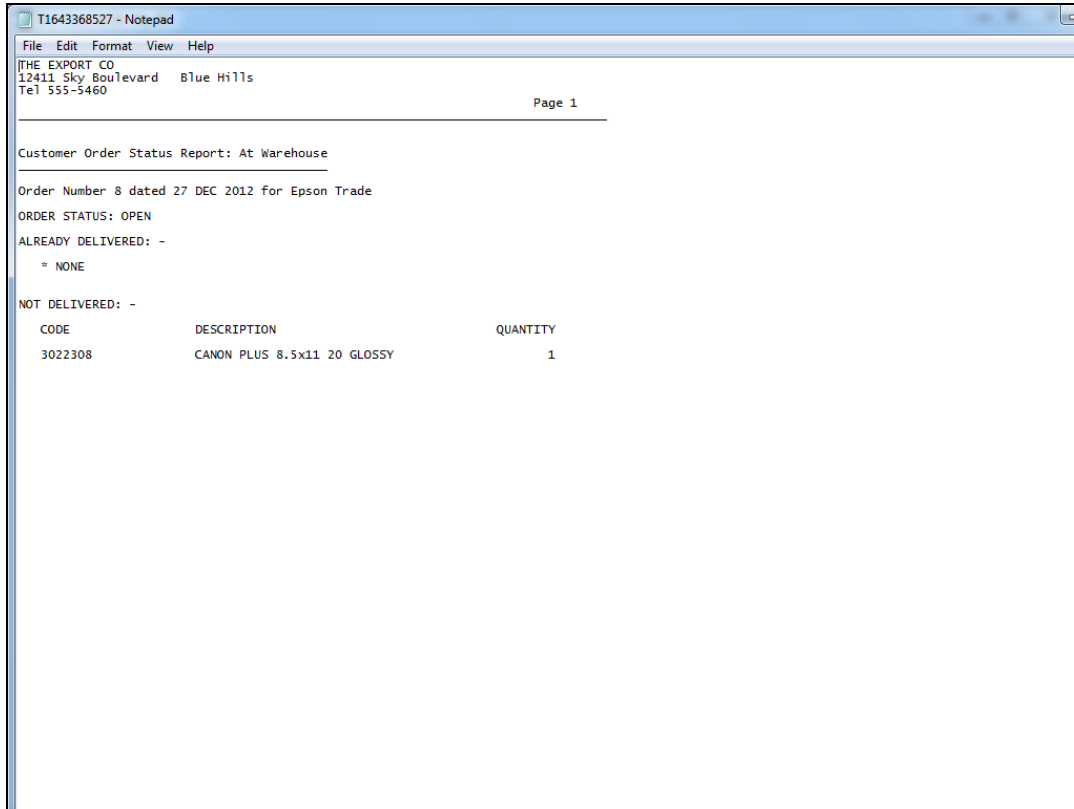 T1643368527 - Notepad
File Edit Format View Help
THE EXPORT CO
12411 Sky Boulevard Blue Hills
Tel 555-5460
Page 1
Customer Order Status Report: At Warehouse
Order Number 8 dated 27 DEC 2012 for Epson Trade
ORDER STATUS: OPEN
ALREADY DELIVERED: -
* NONE
NOT DELIVERED: -
CODE DESCRIPTION QUANTITY
3022308 CANON PLUS 8.5x11 20 GLOSSY 1